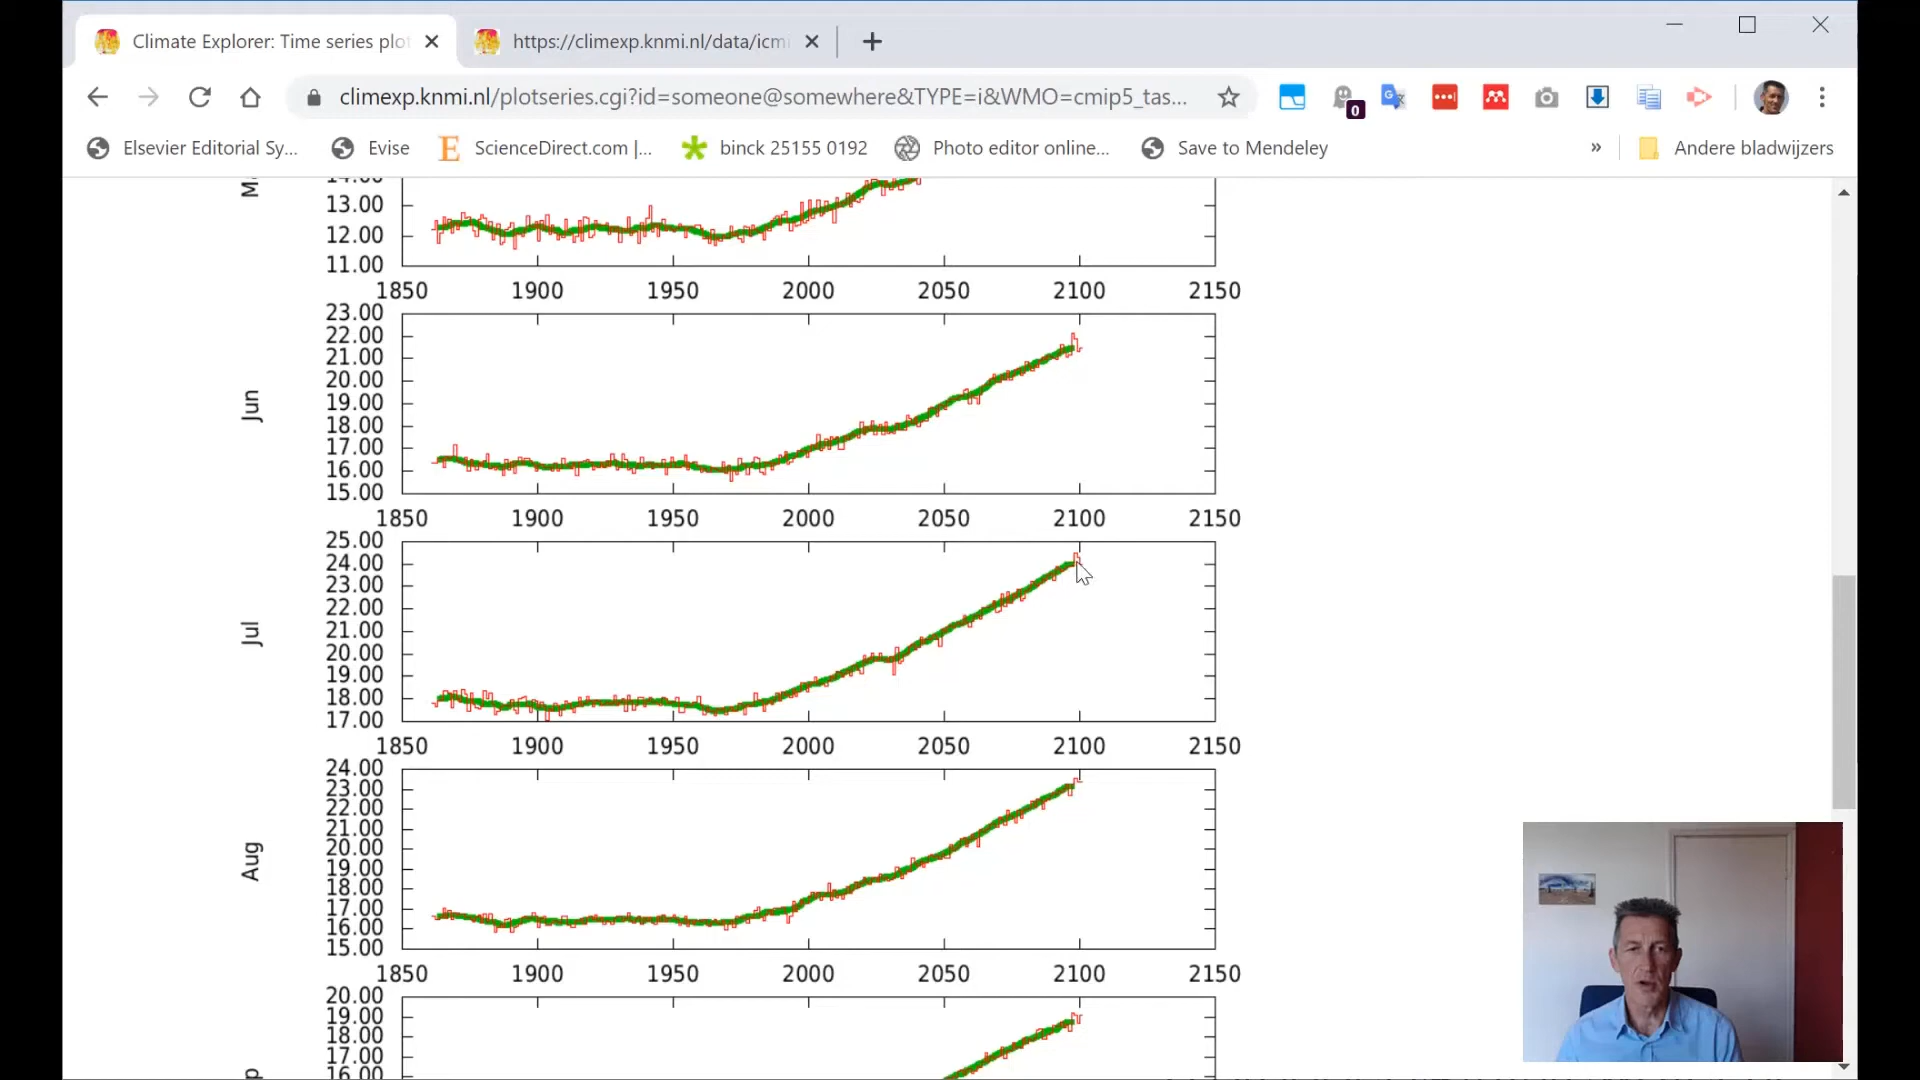 Climate Explorer: Time series plo
https://climexp.knmi.nl/data/icmi
climexp.knmi.nl/plotseries.cgi?id=someone@somewhere&TYPE=i&WMO=cmip5_tas...
0
Elsevier Editorial Sy...
Evise
ScienceDirect.com |...
binck 25155 0192
Photo editor online...
Save to Mendeley
»
Andere bladwijzers
14.00
13.00
12.00
11.00
1850 1900 1950 2000 2050 2100 2150
Jun
23.00
22.00
21.00
20.00
19.00
18.00
17.00
16.00
15.00
1850 1900 1950 2000 2050 2100 2150
Jul
25.00
24.00
23.00
22.00
21.00
20.00
19.00
18.00
17.00
1850 1900 1950 2000 2050 2100 2150
Aug
24.00
23.00
22.00
21.00
20.00
19.00
18.00
17.00
16.00
15.00
1850 1900 1950 2000 2050 2100 2150
20.00
19.00
18.00
17.00
16.00